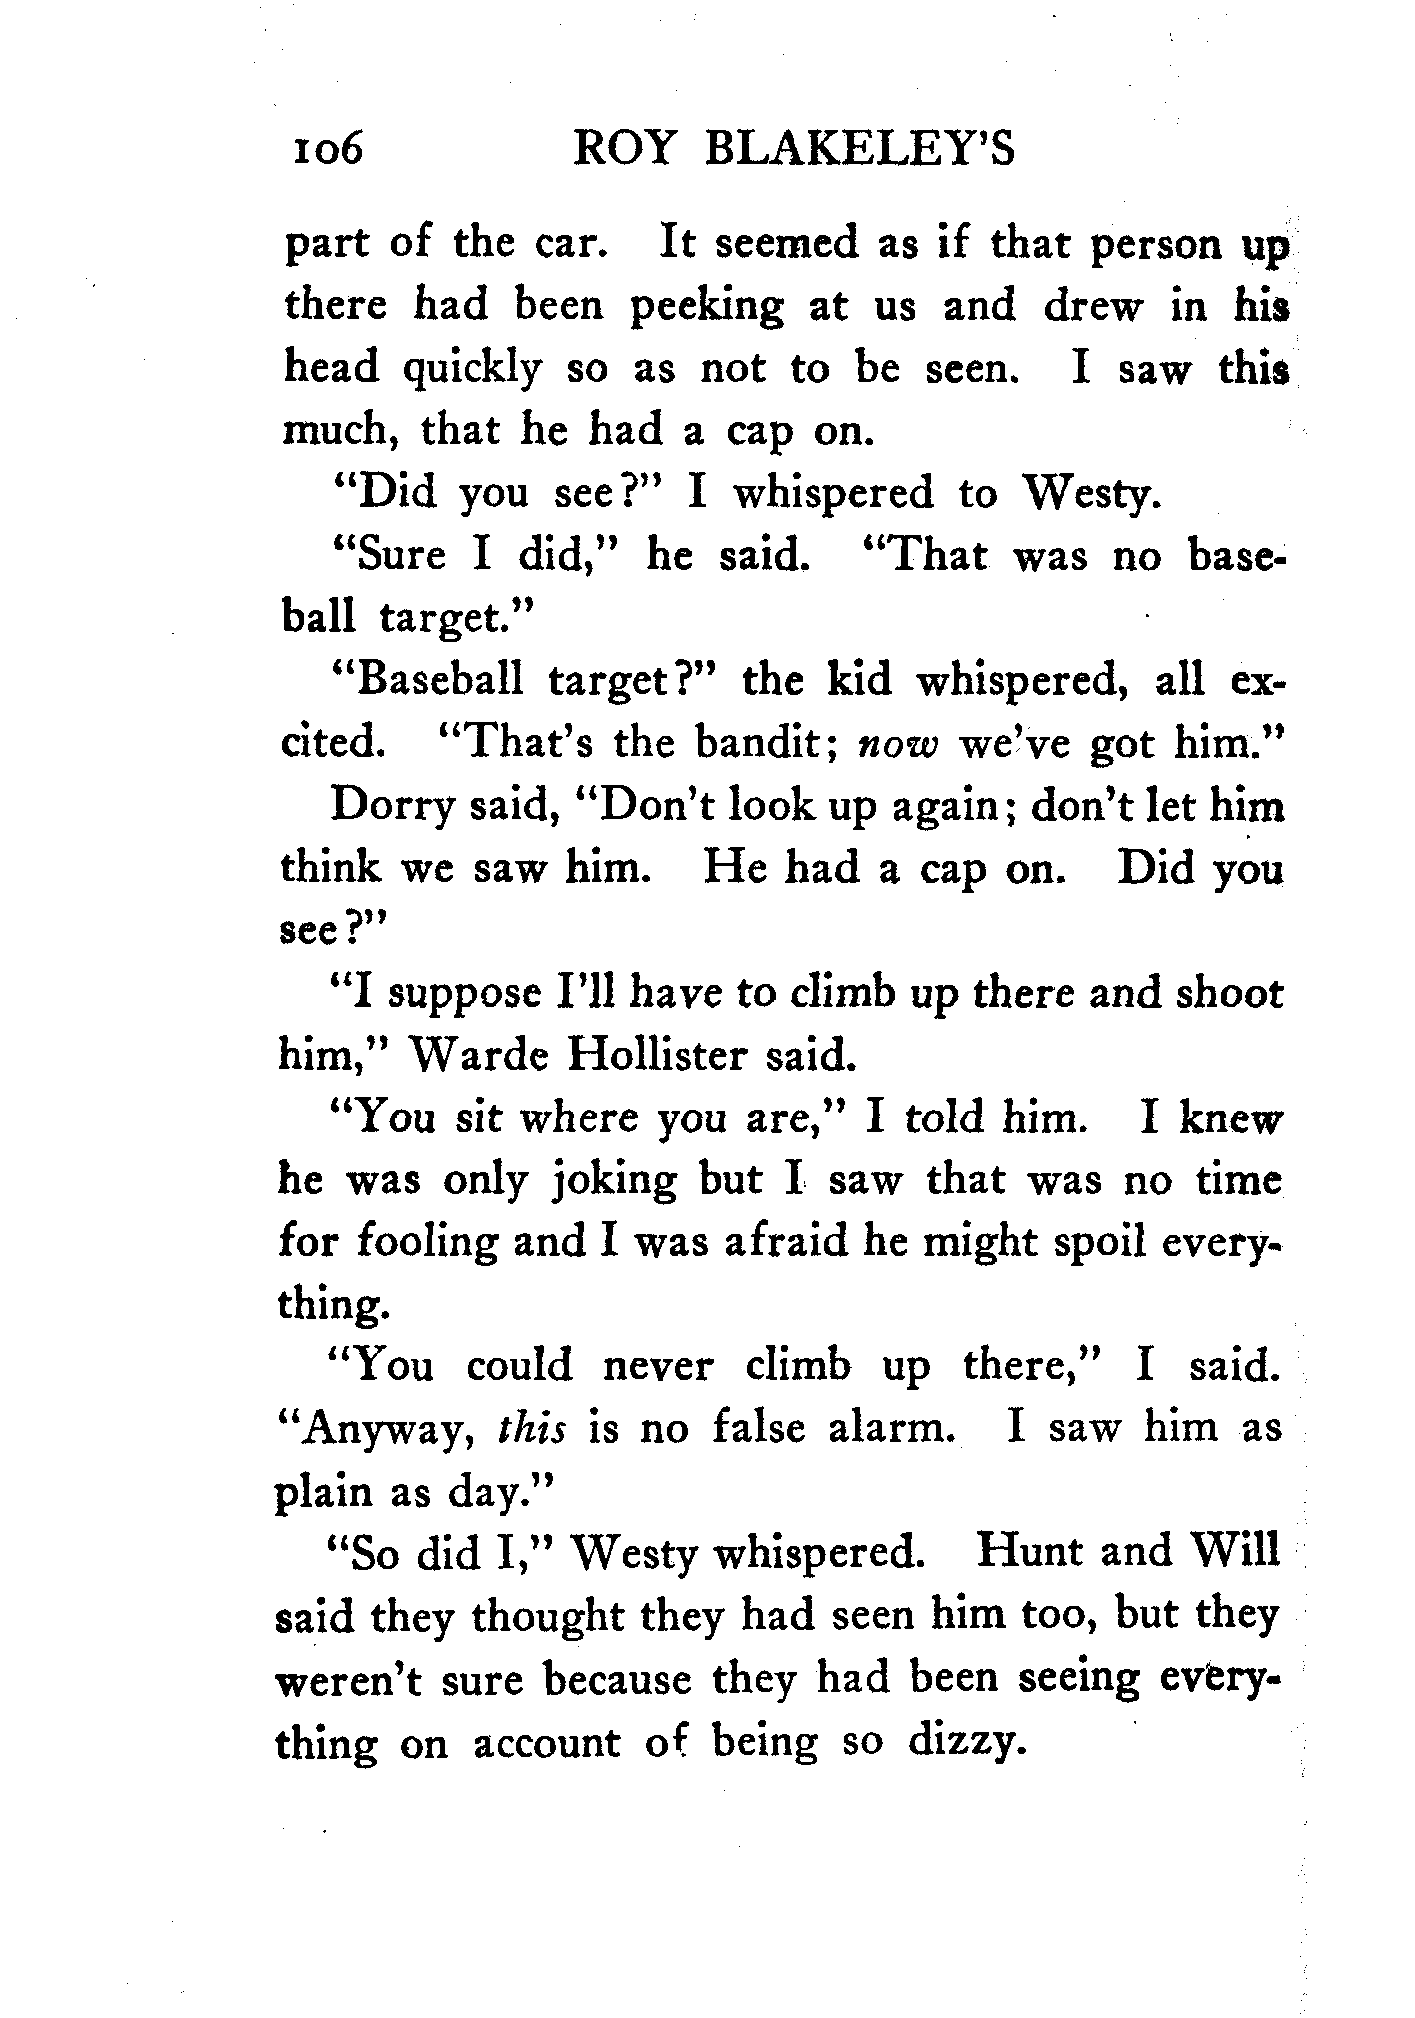 106 ROY BLAKELEY'S
part of the car. It seemed as if that person up
there had been peeking at us and drew in his
head quickly so as not to be seen. I saw this
much, that he had a cap on.
"Did you see?" I whispered to Westy.
"Sure I did," he said. "That was no base-
ball target."
"Baseball target?" the kid whispered, all ex-
cited. "That's the bandit; now we've got him."
Dorry said, "Don't look up again; don't let him
think we saw him. He had a cap on. Did you
see?"
"I suppose I'll have to climb up there and shoot
him," Warde Hollister said.
"You sit where you are," I told him. I knew
he was only joking but I saw that was no time
for fooling and I was afraid he might spoil every-
thing.
"You could never climb up there," I said.
"Anyway, this is no false alarm. I saw him as
plain as day."
"So did I," Westy whispered. Hunt and Will
said they thought they had seen him too, but they
weren't sure because they had been seeing every-
thing on account of being so dizzy.